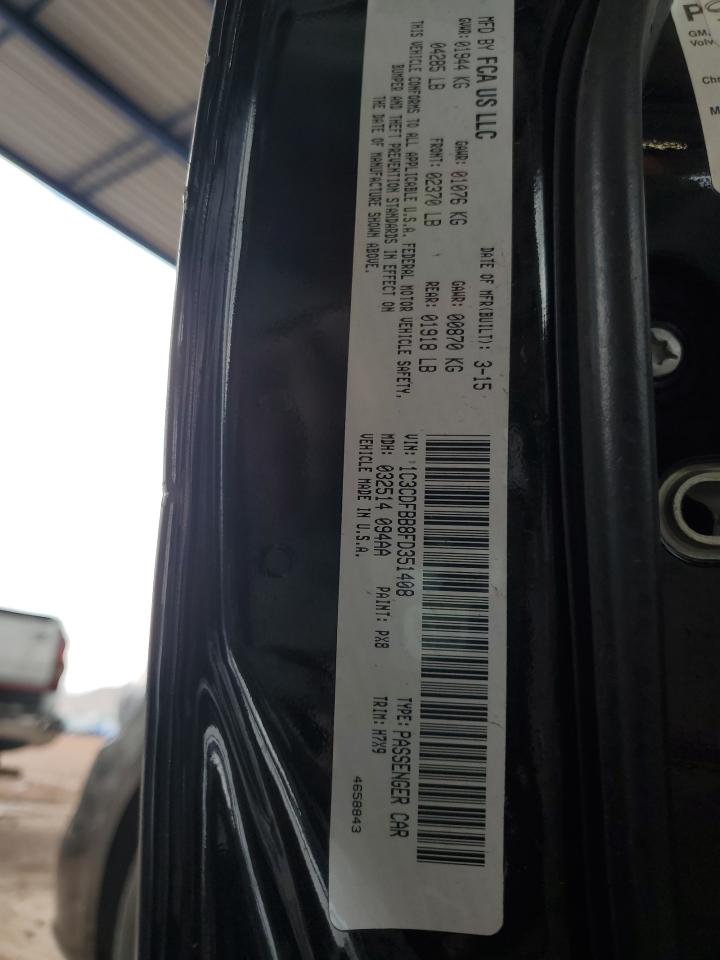 MFD BY FCA US LLC
DATE OF MFR(BUILT): 3-15
GVWR: 01944 KG GAWR: 01076 KG GAWR: 00870 KG
04285 LB FRONT: 02370 LB REAR: 01918 LB
THIS VEHICLE CONFORMS TO ALL APPLICABLE U.S.A. FEDERAL MOTOR VEHICLE SAFETY,
BUMPER AND THEFT PREVENTION STANDARDS IN EFFECT ON
THE DATE OF MANUFACTURE SHOWN ABOVE.
VIN: 1C3CDFBB8FD351408 TYPE: PASSENGER CAR
MDH: 032514 094AA PAINT: PX8 TRIM: H7X9
VEHICLE MADE IN U.S.A.
4658843
P
GM,
Volv
Ch
M